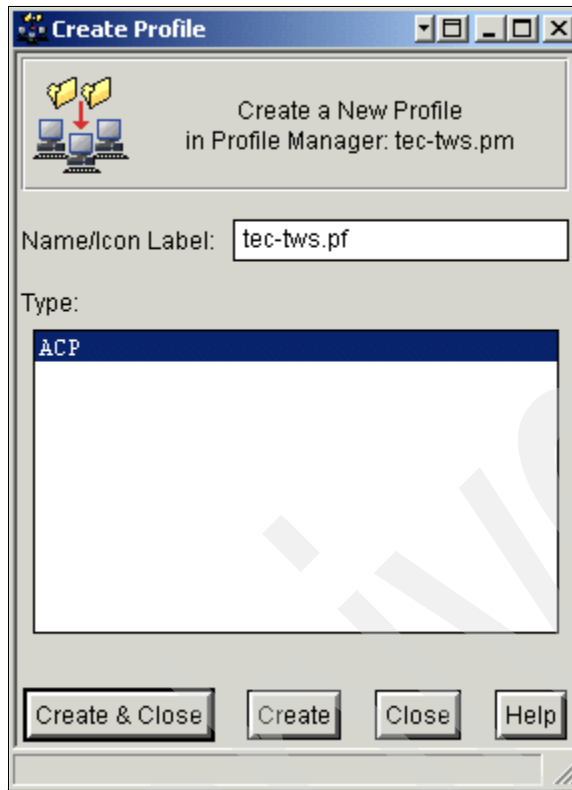 Create Profile
Create a New Profile
in Profile Manager: tec-tws.pm
Name/Icon Label: tec-tws.pf
Type:
ACP
Create & Close Create Close Help